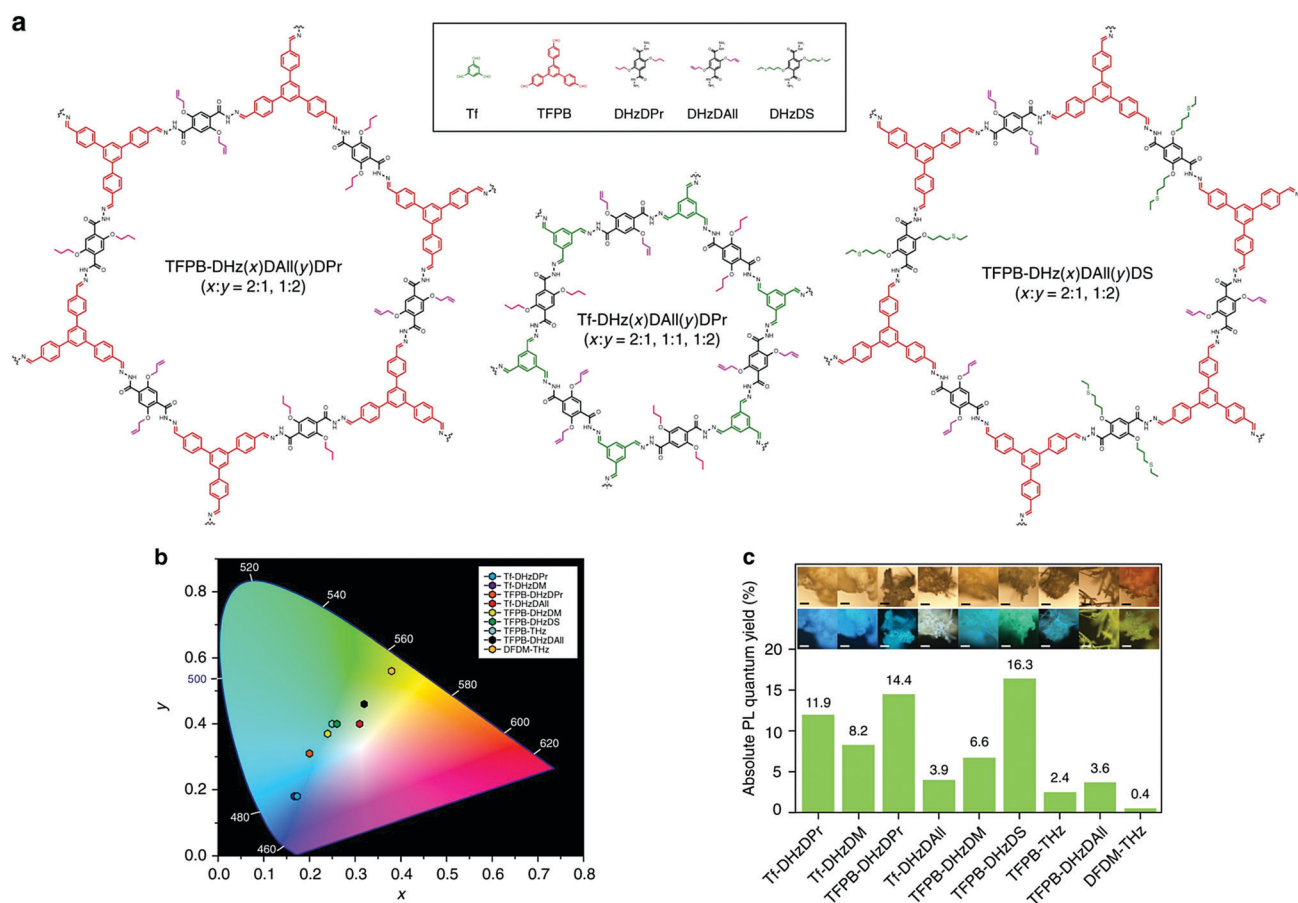 a
Tf
TFPB
DHzDPr
DHzDAll
DHzDS
TFPB-DHz(x)DAll(y)DPr
(x:y = 2:1, 1:2)
Tf-DHz(x)DAll(y)DPr
(x:y = 2:1, 1:1, 1:2)
TFPB-DHz(x)DAll(y)DS
(x:y = 2:1, 1:2)
b
y
0.8
0.6
0.4
0.2
0.0
0.0 0.1 0.2 0.3 0.4 0.5 0.6 0.7 0.8
x
520
540
560
580
600
620
500
480
460
Tf-DHzDPr
Tf-DHzDM
TFPB-DHzDPr
Tf-DHzDAll
TFPB-DHzDM
TFPB-DHzDS
TFPB-THz
TFPB-DHzDAll
DFDM-THz
c
Absolute PL quantum yield (%)
20
15
10
5
0
11.9
8.2
14.4
3.9
6.6
16.3
2.4
3.6
0.4
Tf-DHzDPr
Tf-DHzDM
TFPB-DHzDPr
Tf-DHzDAll
TFPB-DHzDM
TFPB-DHzDS
TFPB-THz
TFPB-DHzDAll
DFDM-THz